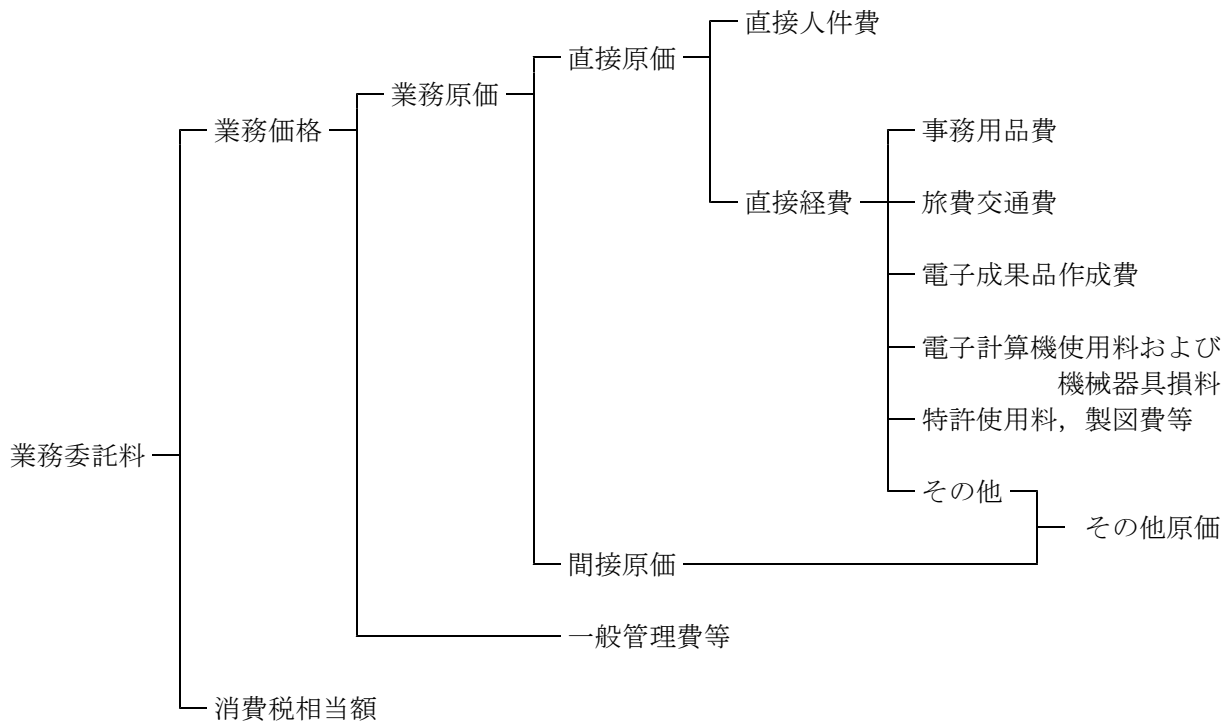 直接人件費
直接原価
業務原価
業務価格
事務用品費
直接経費
旅費交通費
電子成果品作成費
電子計算機使用料および
機械器具損料
特許使用料，製図費等
業務委託料
その他
その他原価
間接原価
一般管理費等
消費税相当額